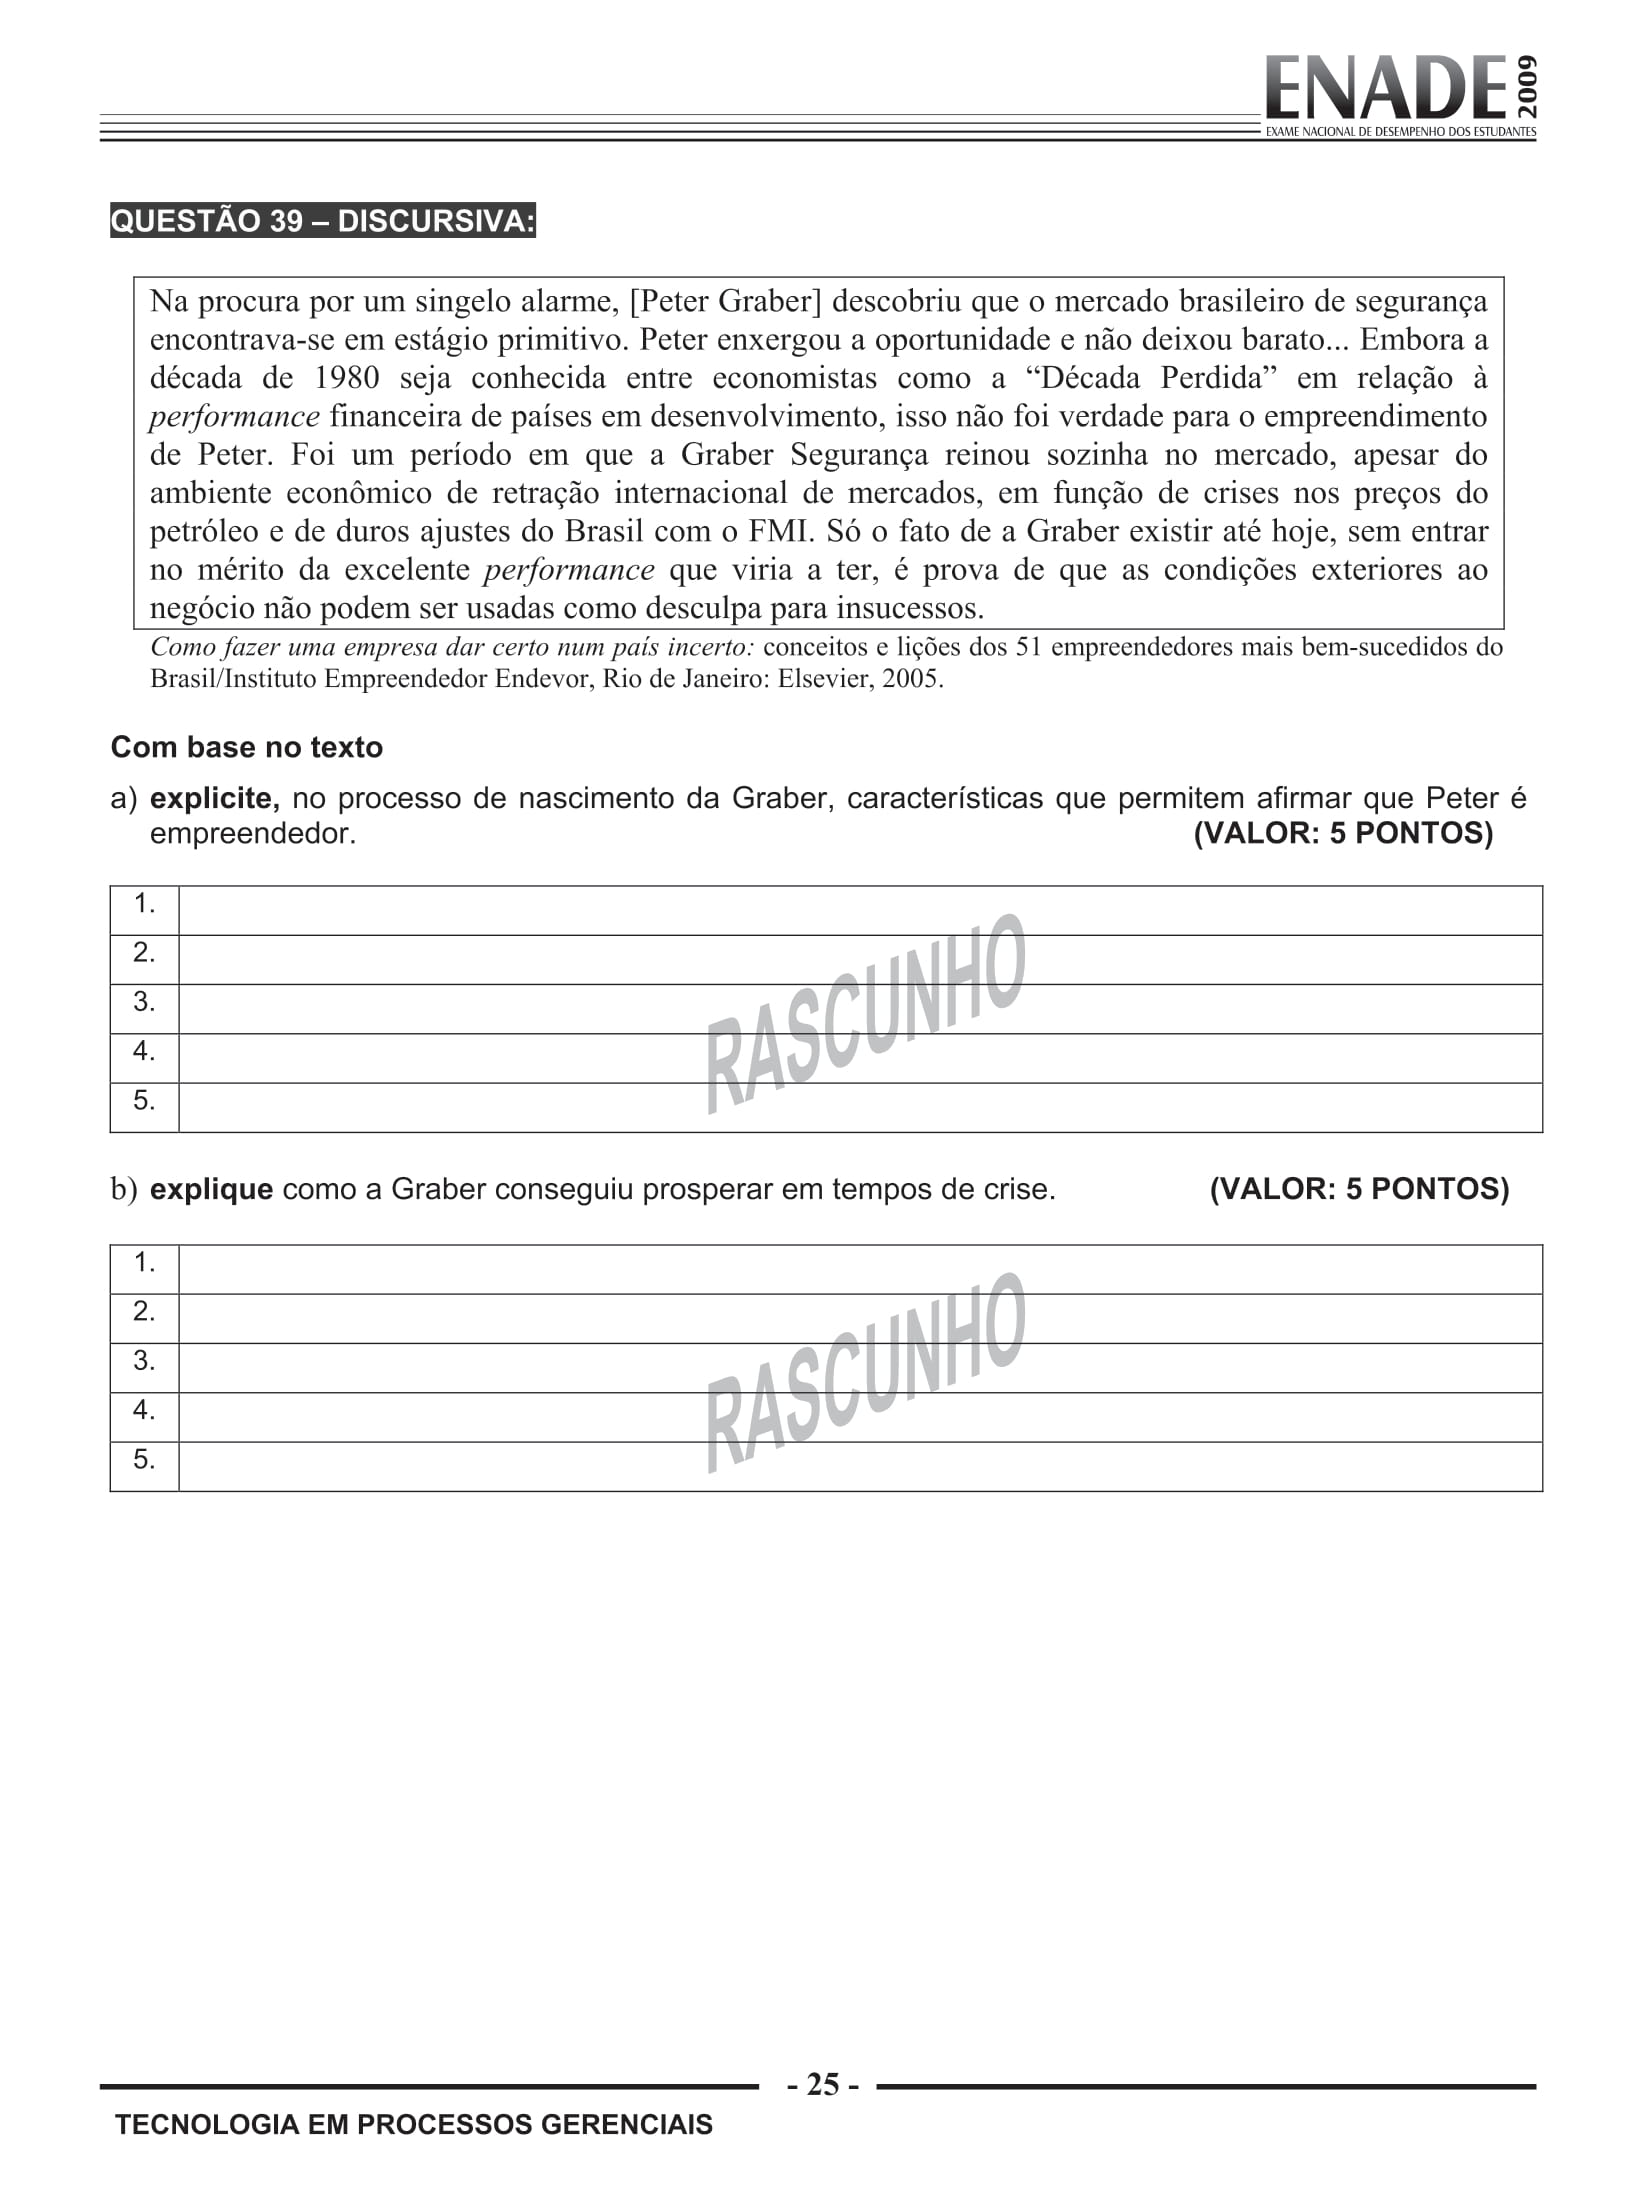 ENADE 2009
EXAME NACIONAL DE DESEMPENHO DOS ESTUDANTES
QUESTÃO 39 – DISCURSIVA:
Na procura por um singelo alarme, [Peter Graber] descobriu que o mercado brasileiro de segurança
encontrava-se em estágio primitivo. Peter enxergou a oportunidade e não deixou barato... Embora a
década de 1980 seja conhecida entre economistas como a “Década Perdida” em relação à
performance financeira de países em desenvolvimento, isso não foi verdade para o empreendimento
de Peter. Foi um período em que a Graber Segurança reinou sozinha no mercado, apesar do
ambiente econômico de retração internacional de mercados, em função de crises nos preços do
petróleo e de duros ajustes do Brasil com o FMI. Só o fato de a Graber existir até hoje, sem entrar
no mérito da excelente performance que viria a ter, é prova de que as condições exteriores ao
negócio não podem ser usadas como desculpa para insucessos.
Como fazer uma empresa dar certo num país incerto: conceitos e lições dos 51 empreendedores mais bem-sucedidos do
Brasil/Instituto Empreendedor Endevor, Rio de Janeiro: Elsevier, 2005.
Com base no texto
a) explicite, no processo de nascimento da Graber, características que permitem afirmar que Peter é
empreendedor. (VALOR: 5 PONTOS)
1.
2.
3.
4.
5.
RASCUNHO
b) explique como a Graber conseguiu prosperar em tempos de crise. (VALOR: 5 PONTOS)
1.
2.
3.
4.
5.
RASCUNHO
- 25 -
TECNOLOGIA EM PROCESSOS GERENCIAIS